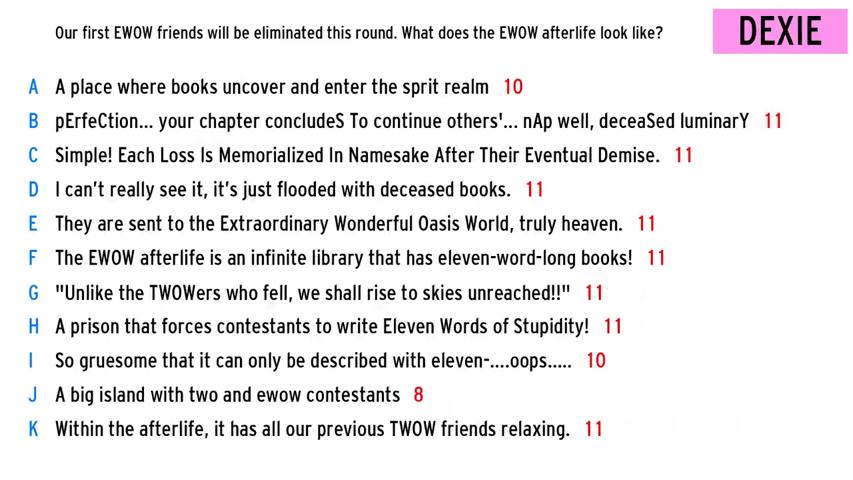 Our first EWOW friends will be eliminated this round. What does the EWOW afterlife look like?
DEXIE
A A place where books uncover and enter the sprit realm 10
B pErfeCtion... your chapter concludeS To continue others'... nAp well, deceaSed luminarY 11
C Simple! Each Loss Is Memorialized In Namesake After Their Eventual Demise. 11
D I can't really see it, it's just flooded with deceased books. 11
E They are sent to the Extraordinary Wonderful Oasis World, truly heaven. 11
F The EWOW afterlife is an infinite library that has eleven-word-long books! 11
G "Unlike the TWOWers who fell, we shall rise to skies unreached!!" 11
H A prison that forces contestants to write Eleven Words of Stupidity! 11
I So gruesome that it can only be described with eleven-....oops..... 10
J A big island with two and ewow contestants 8
K Within the afterlife, it has all our previous TWOW friends relaxing. 11